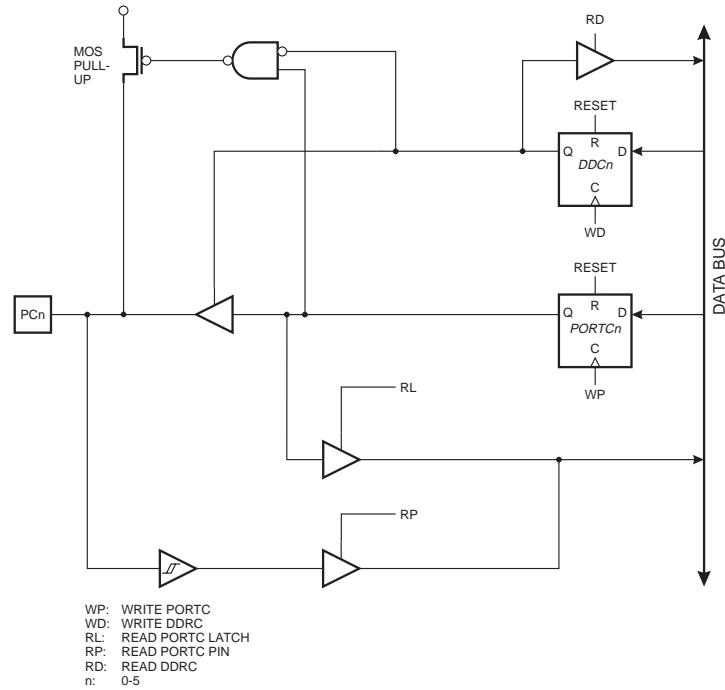 RD
MOS
PULL-
UP
RESET
R
Q
D
DDCn
C
WD
DATA BUS
RESET
R
Q
D
PORTCn
C
WP
PCn
RL
RP
WP: WRITE PORTC
WD: WRITE DDRC
RL: READ PORTC LATCH
RP: READ PORTC PIN
RD: READ DDRC
n: 0-5